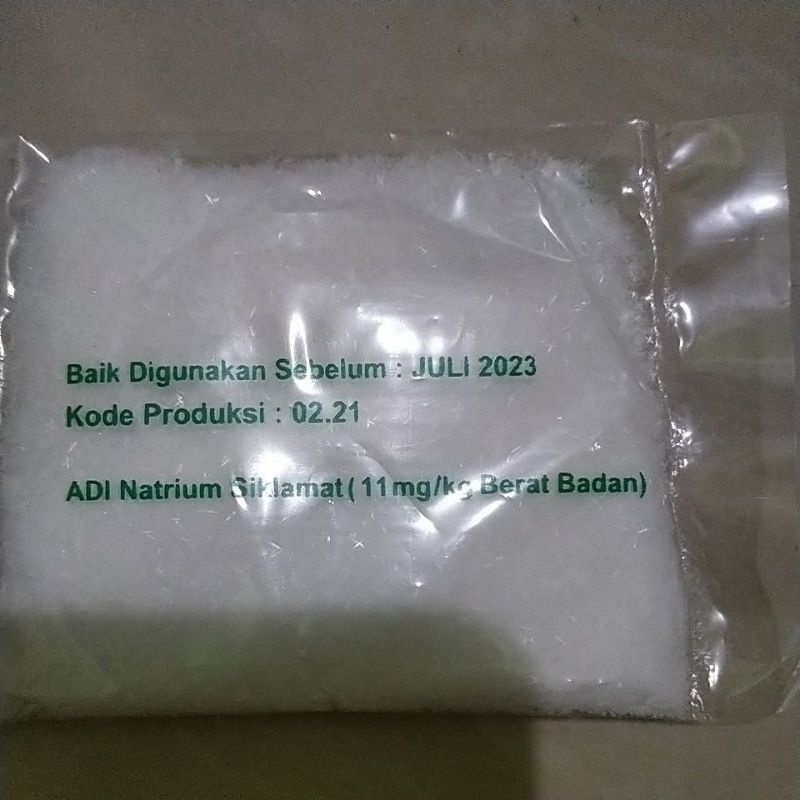 Baik Digunakan Sebelum : JULI 2023
Kode Produksi : 02.21
ADI Natrium Siklamat ( 11 mg/kg Berat Badan)